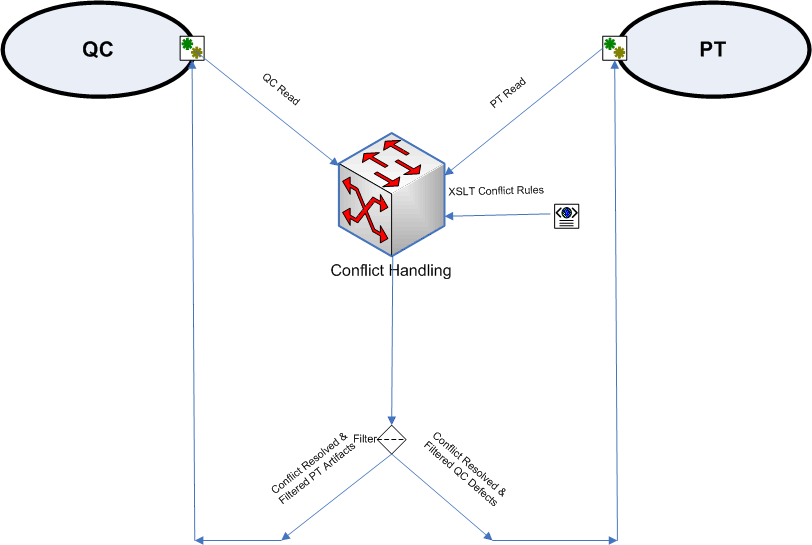 QC
PT
QC Read
PT Read
XSLT Conflict Rules
Conflict Handling
Filter
Conflict Resolved &
Filtered PT Artifacts
Conflict Resolved &
Filtered QC Defects